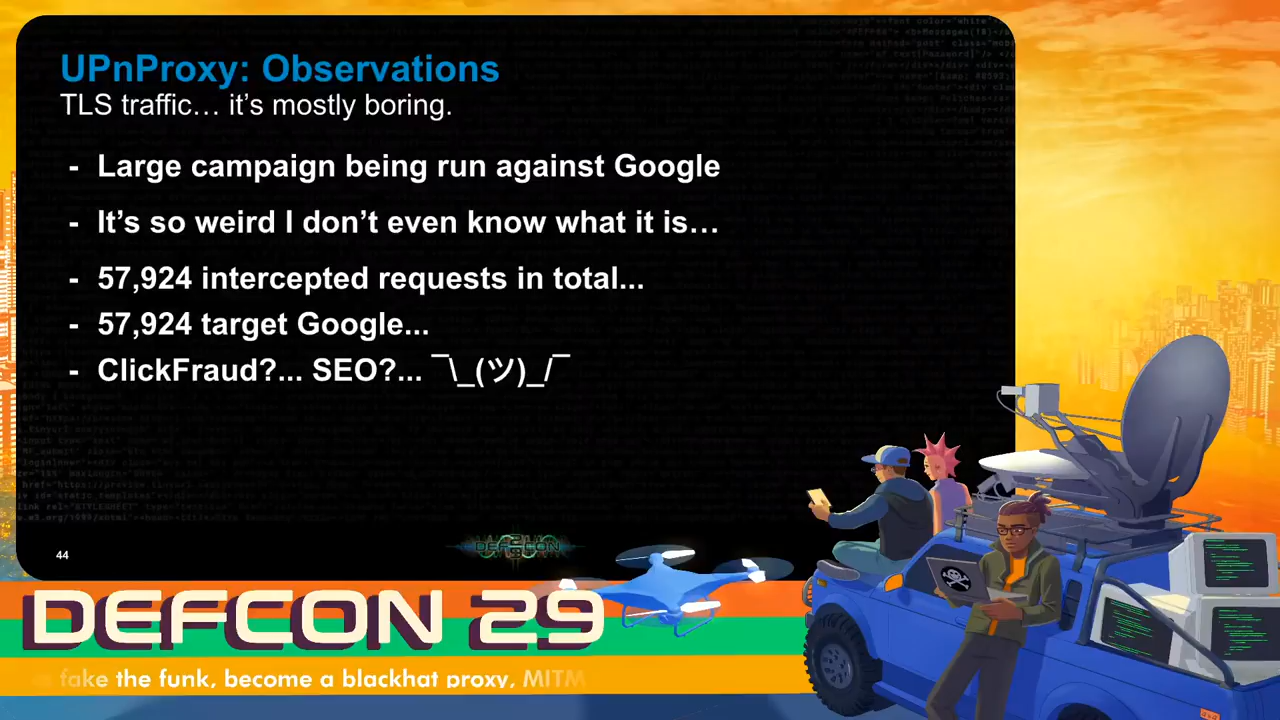 UPnProxy: Observations
TLS traffic… it’s mostly boring.
- Large campaign being run against Google
- It’s so weird I don’t even know what it is…
- 57,924 intercepted requests in total...
- 57,924 target Google...
- ClickFraud?... SEO?... ¯\_(ツ)_/¯
44
DEFCON
DEFCON 29
fake the funk, become a blackhat proxy, MITM